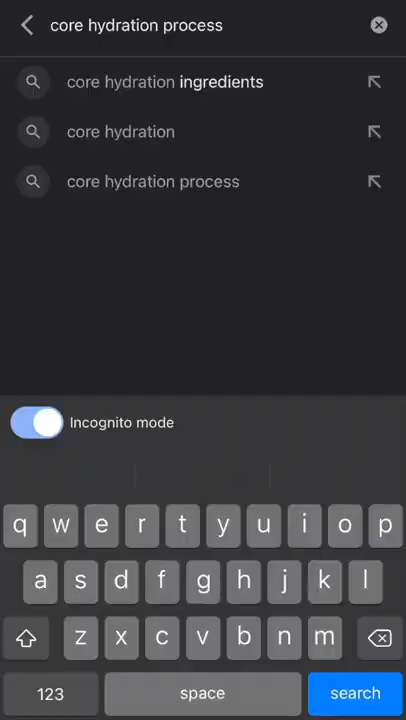 core hydration process
core hydration ingredients
core hydration
core hydration process
Incognito mode
q w e r t y u i o p
a s d f g h j k l
z x c v b n m
123 space search